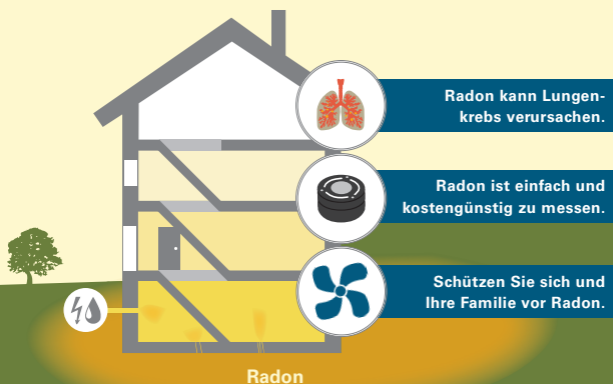 Radon kann Lungen-
krebs verursachen.
Radon ist einfach und
kostengünstig zu messen.
Schützen Sie sich und
Ihre Familie vor Radon.
Radon